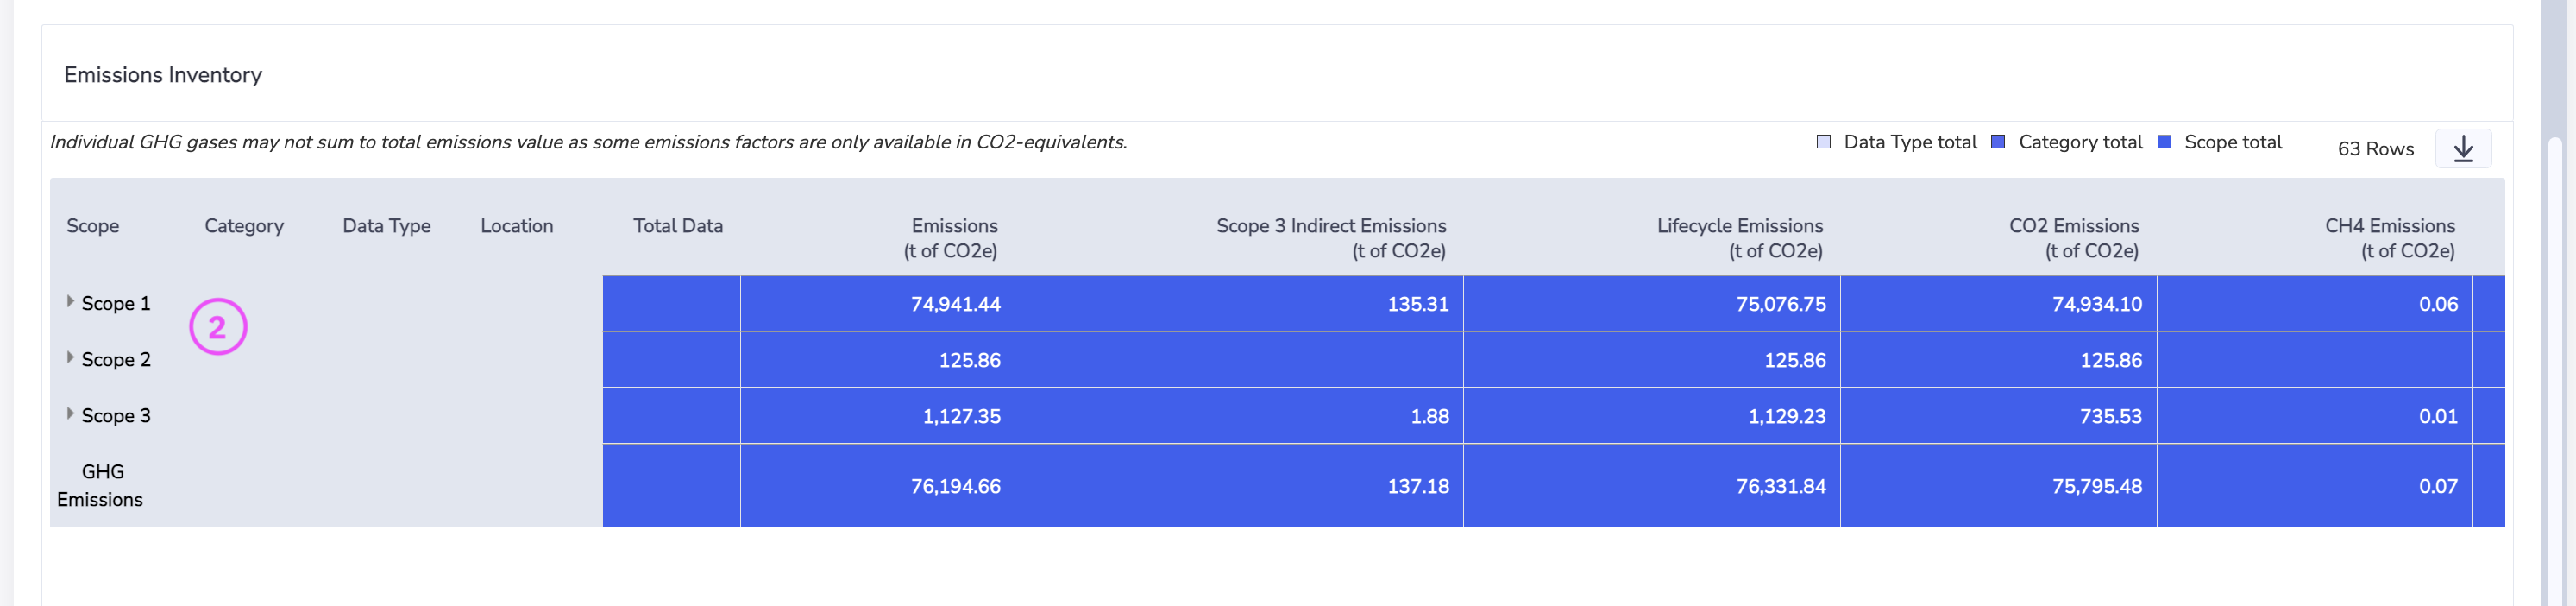 Emissions Inventory
Individual GHG gases may not sum to total emissions value as some emissions factors are only available in CO2-equivalents.
Data Type total Category total Scope total 63 Rows
Scope Category Data Type Location Total Data Emissions (t of CO2e) Scope 3 Indirect Emissions (t of CO2e) Lifecycle Emissions (t of CO2e) CO2 Emissions (t of CO2e) CH4 Emissions (t of CO2e)
Scope 1 74,941.44 135.31 75,076.75 74,934.10 0.06
2
Scope 2 125.86 125.86 125.86
Scope 3 1,127.35 1.88 1,129.23 735.53 0.01
GHG Emissions 76,194.66 137.18 76,331.84 75,795.48 0.07